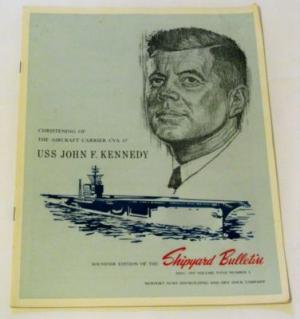 CHRISTENING OF
THE AIRCRAFT CARRIER CVA 67
USS JOHN F. KENNEDY
SOUVENIR EDITION OF THE Shipyard Bulletin
NEWPORT NEWS SHIPBUILDING AND DRY DOCK COMPANY